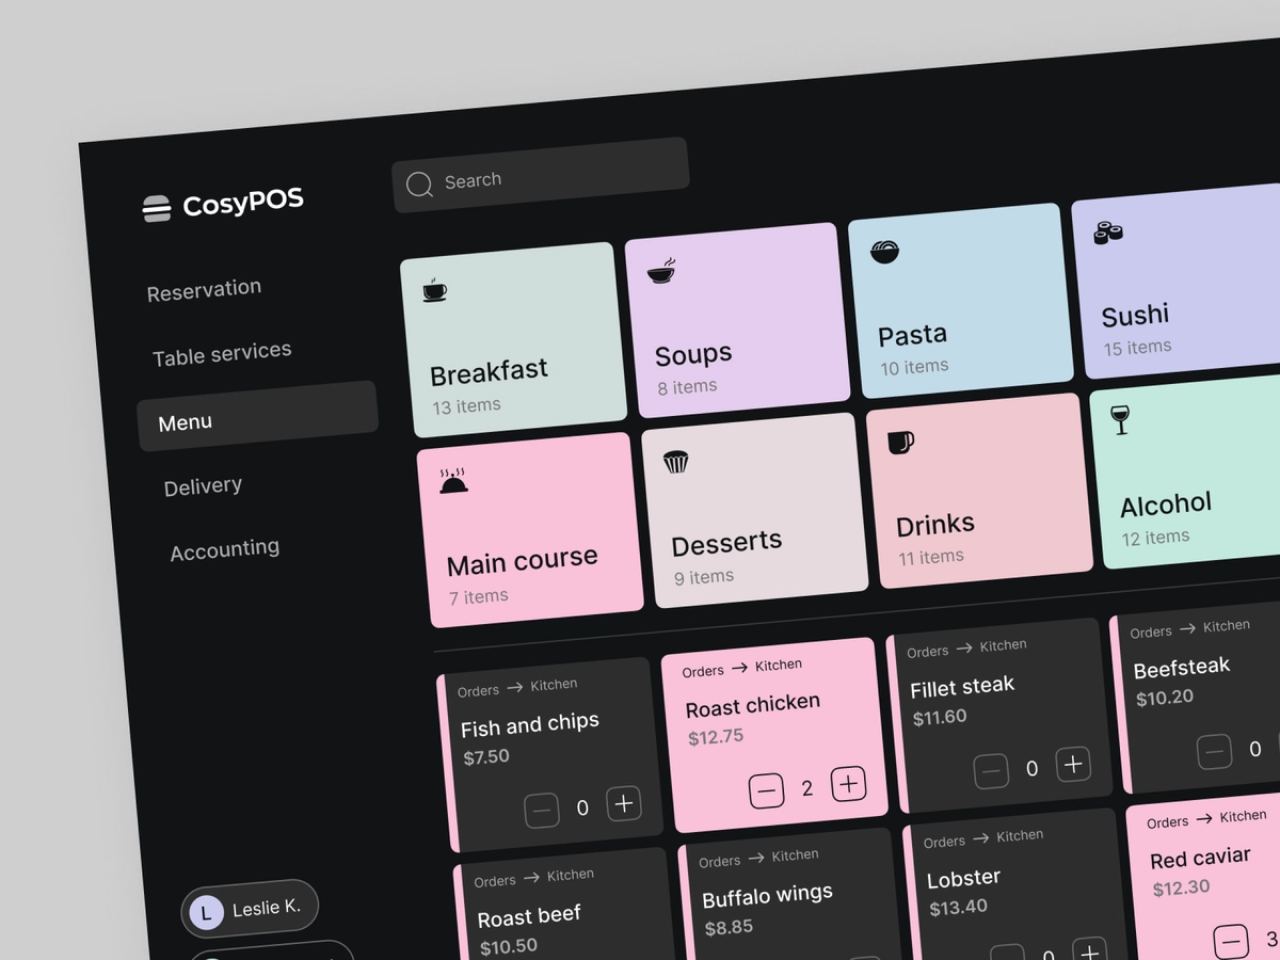 CosyPOS
Search
Reservation
Table services
Menu
Delivery
Accounting
Breakfast
13 items
Soups
8 items
Pasta
10 items
Sushi
15 items
Main course
7 items
Desserts
9 items
Drinks
11 items
Alcohol
12 items
Orders → Kitchen
Fish and chips
$7.50
0
Orders → Kitchen
Roast chicken
$12.75
2
Orders → Kitchen
Fillet steak
$11.60
0
Orders → Kitchen
Beefsteak
$10.20
0
Orders → Kitchen
Roast beef
$10.50
Orders → Kitchen
Buffalo wings
$8.85
Orders → Kitchen
Lobster
$13.40
0
Orders → Kitchen
Red caviar
$12.30
3
L Leslie K.